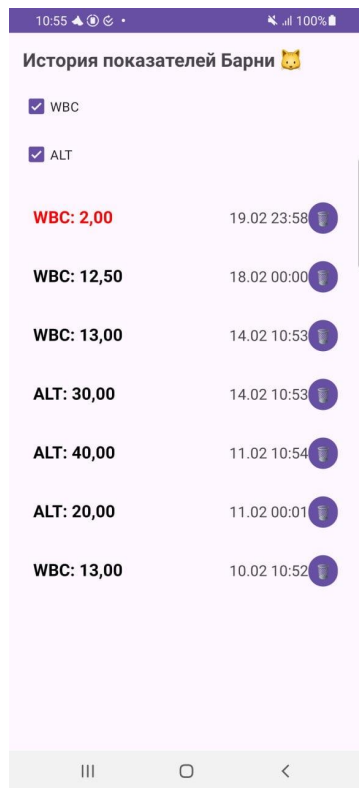 10:55 100%
История показателей Барни 🐱
WBC
ALT
WBC: 2,00 19.02 23:58
WBC: 12,50 18.02 00:00
WBC: 13,00 14.02 10:53
ALT: 30,00 14.02 10:53
ALT: 40,00 11.02 10:54
ALT: 20,00 11.02 00:01
WBC: 13,00 10.02 10:52